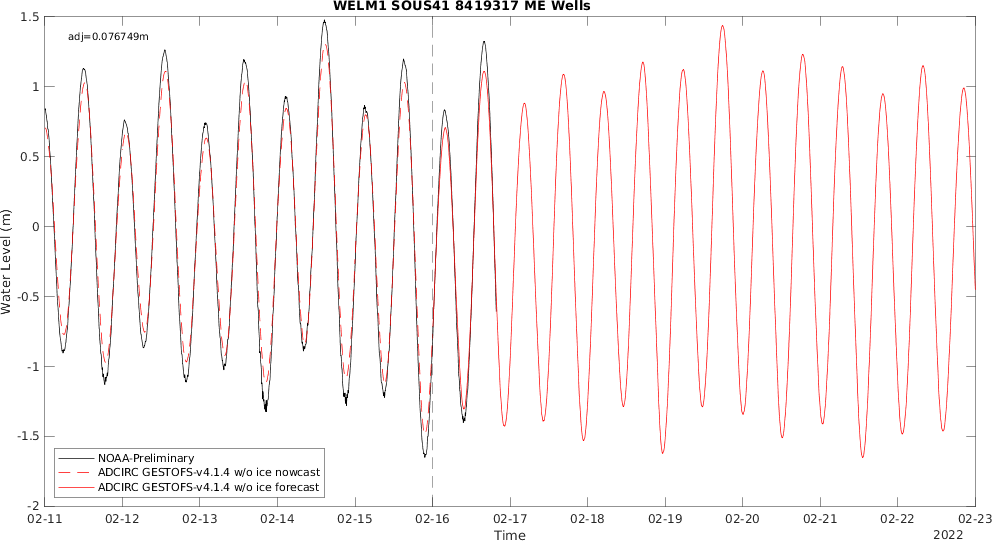 WELM1 SOUS41 8419317 ME Wells
adj=0.076749m
1.5
1
0.5
0
-0.5
-1
-1.5
-2
Water Level (m)
NOAA-Preliminary
ADCIRC GESTOFS-v4.1.4 w/o ice nowcast
ADCIRC GESTOFS-v4.1.4 w/o ice forecast
02-11 02-12 02-13 02-14 02-15 02-16 02-17 02-18 02-19 02-20 02-21 02-22 02-23
Time
2022